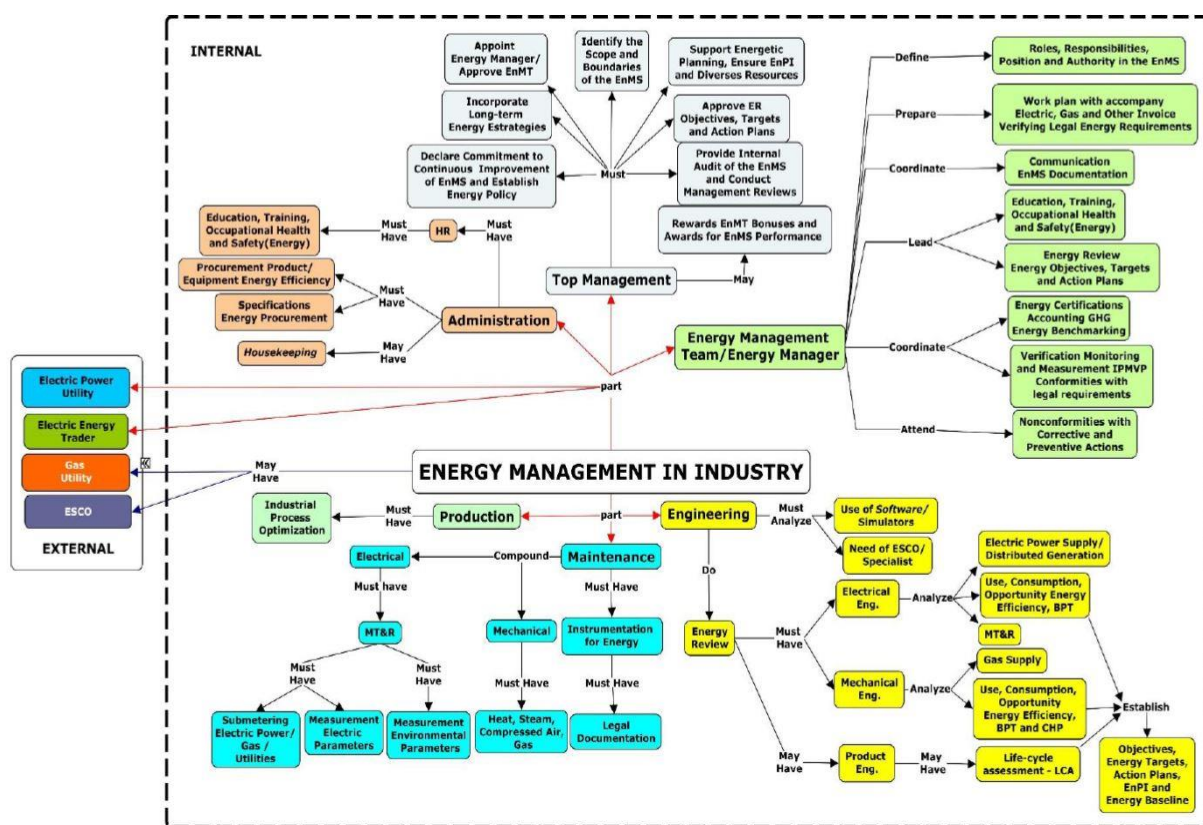 INTERNAL
Appoint
Energy Manager/
Approve EnMT
Identify the
Scope and
Boundaries
of the EnMS
Support Energetic
Planning, Ensure EnPI
and Diverses Resources
Incorporate
Long-term
Energy Estrategies
Approve ER
Objectives, Targets
and Action Plans
Declare Commitment to
Continuous Improvement
of EnMS and Establish
Energy Policy
Must
Provide Internal
Audit of the EnMS
and Conduct
Management Reviews
Rewards EnMT Bonuses and
Awards for EnMS Performance
Top Management
May
Education, Training,
Occupational Health
and Safety(Energy)
Must
Have
HR
Must
Have
Procurement Product/
Equipment Energy Efficiency
Specifications
Energy Procurement
Must
Have
Housekeeping
May
Have
Administration
Energy Management
Team/Energy Manager
Define
Roles, Responsibilities,
Position and Authority in the EnMS
Prepare
Work plan with accompany
Electric, Gas and Other Invoice
Verifying Legal Energy Requirements
Coordinate
Communication
EnMS Documentation
Lead
Education, Training,
Occupational Health
and Safety(Energy)
Energy Review
Energy Objectives, Targets
and Action Plans
Coordinate
Energy Certifications
Accounting GHG
Energy Benchmarking
Verification Monitoring
and Measurement IPMVP
Conformities with
legal requirements
Attend
Nonconformities with
Corrective and
Preventive Actions
part
Electric Power
Utility
Electric Energy
Trader
Gas
Utility
ESCO
EXTERNAL
May
Have
ENERGY MANAGEMENT IN INDUSTRY
Industrial
Process
Optimization
Must
Have
Production
part
Engineering
Must
Analyze
Use of Software/
Simulators
Need of ESCO/
Specialist
Electrical
Compound
Maintenance
Must have
Must Have
MT&R
Mechanical
Instrumentation
for Energy
Must
Have
Must
Have
Must Have
Must Have
Submetering
Electric Power/
Gas /
Utilities
Measurement
Electric
Parameters
Measurement
Environmental
Parameters
Heat, Steam,
Compressed Air,
Gas
Legal
Documentation
Do
Energy
Review
Must
Have
Electrical
Eng.
Analyze
Electric Power Supply/
Distributed Generation
Use, Consumption,
Opportunity Energy
Efficiency, BPT
MT&R
Mechanical
Eng.
Analyze
Gas Supply
Use, Consumption,
Opportunity
Energy Efficiency,
BPT and CHP
May
Have
Product
Eng.
May
Have
Life-cycle
assessment - LCA
Establish
Objectives,
Energy Targets,
Action Plans,
EnPI and
Energy Baseline